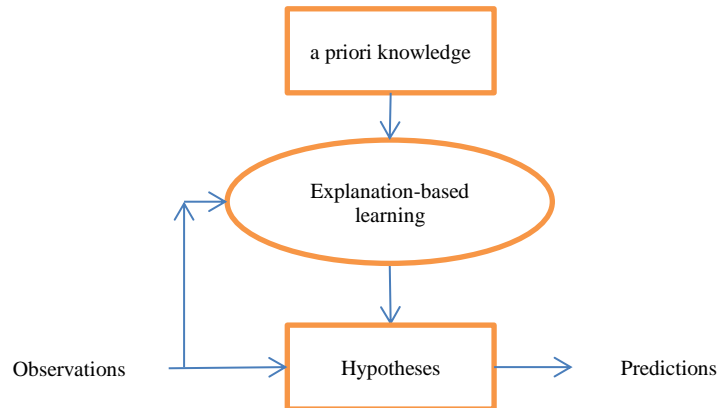 a priori knowledge
Explanation-based
learning
Observations
Hypotheses
Predictions